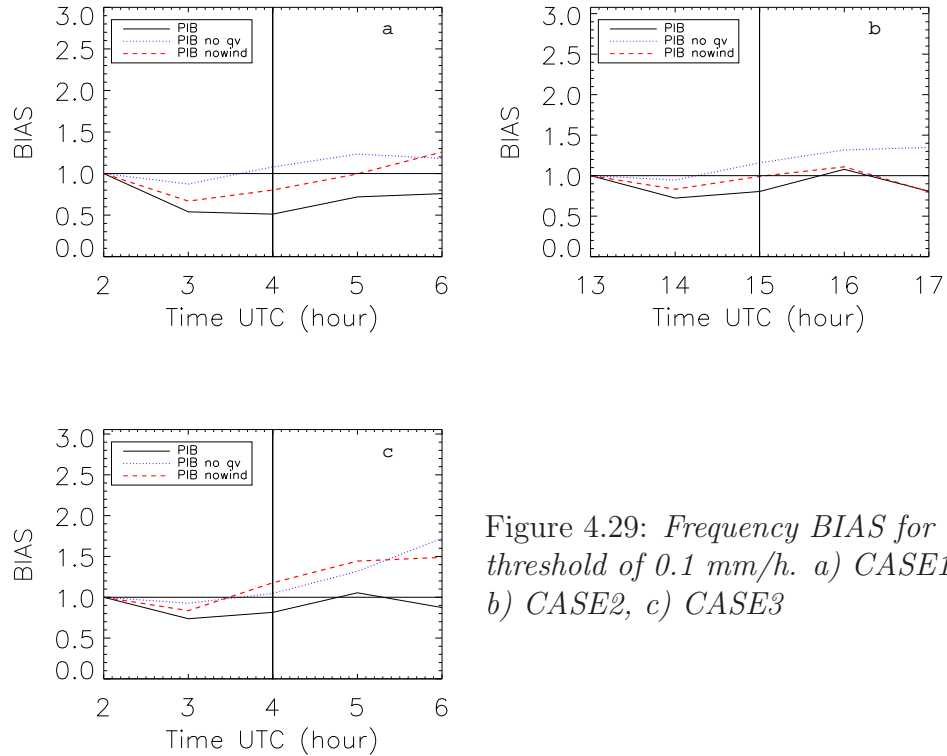 3.0
2.5
2.0
1.5
1.0
0.5
0.0
BIAS
PIB
PIB no qv
PIB nowind
a
2 3 4 5 6
Time UTC (hour)
3.0
2.5
2.0
1.5
1.0
0.5
0.0
BIAS
PIB
PIB no qv
PIB nowind
b
13 14 15 16 17
Time UTC (hour)
3.0
2.5
2.0
1.5
1.0
0.5
0.0
BIAS
PIB
PIB no qv
PIB nowind
c
2 3 4 5 6
Time UTC (hour)
Figure 4.29: Frequency BIAS for
threshold of 0.1 mm/h. a) CASE1
b) CASE2, c) CASE3